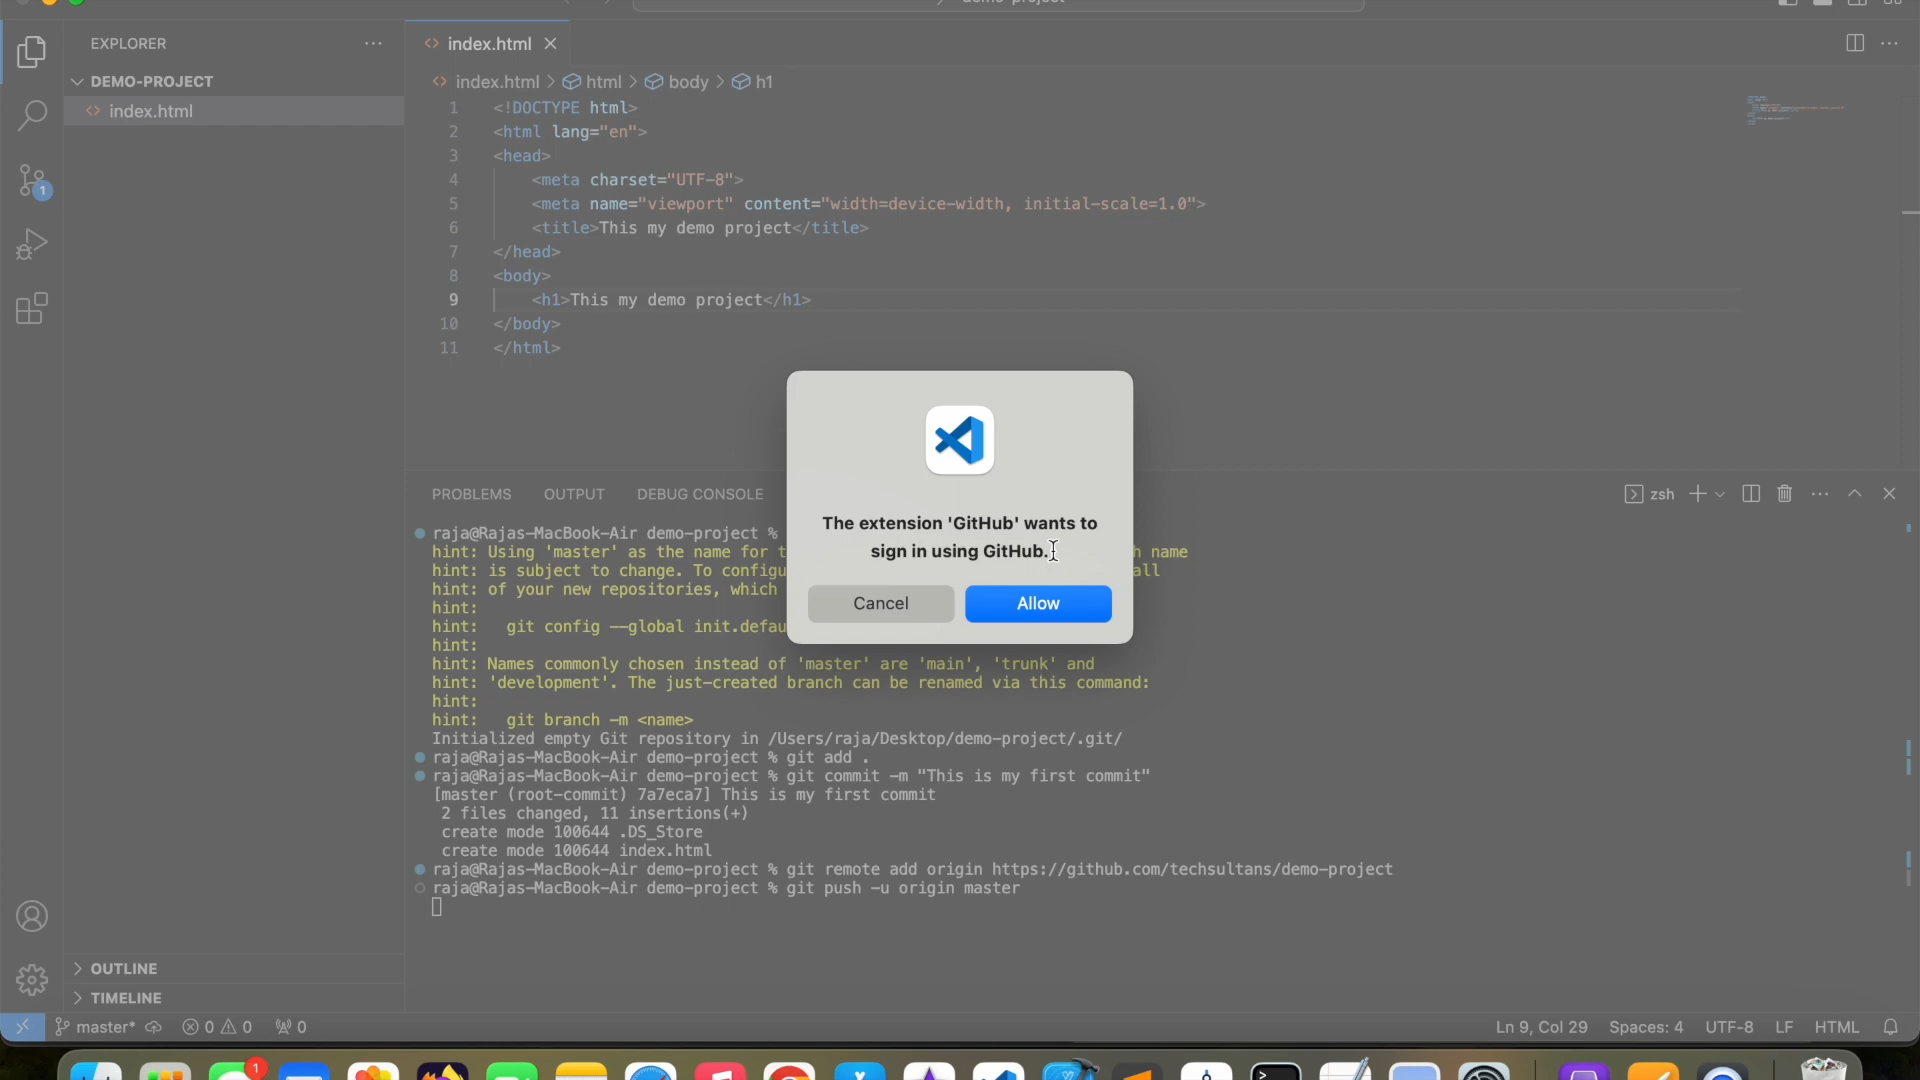 demo-project
EXPLORER
index.html
DEMO-PROJECT
index.html
index.html > html > body > h1
1 <!DOCTYPE html>
2 <html lang="en">
3 <head>
4 <meta charset="UTF-8">
5 <meta name="viewport" content="width=device-width, initial-scale=1.0">
6 <title>This my demo project</title>
7 </head>
8 <body>
9 <h1>This my demo project</h1>
10 </body>
11 </html>
1
The extension 'GitHub' wants to
sign in using GitHub.
Cancel
Allow
PROBLEMS OUTPUT DEBUG CONSOLE
zsh
raja@Rajas-MacBook-Air demo-project %
hint: Using 'master' as the name for t h name
hint: is subject to change. To configu all
hint: of your new repositories, which
hint:
hint: git config --global init.defau
hint:
hint: Names commonly chosen instead of 'master' are 'main', 'trunk' and
hint: 'development'. The just-created branch can be renamed via this command:
hint:
hint: git branch -m <name>
Initialized empty Git repository in /Users/raja/Desktop/demo-project/.git/
raja@Rajas-MacBook-Air demo-project % git add .
raja@Rajas-MacBook-Air demo-project % git commit -m "This is my first commit"
[master (root-commit) 7a7eca7] This is my first commit
2 files changed, 11 insertions(+)
create mode 100644 .DS_Store
create mode 100644 index.html
raja@Rajas-MacBook-Air demo-project % git remote add origin https://github.com/techsultans/demo-project
raja@Rajas-MacBook-Air demo-project % git push -u origin master
OUTLINE
TIMELINE
master* 0 0 0
Ln 9, Col 29 Spaces: 4 UTF-8 LF HTML
1